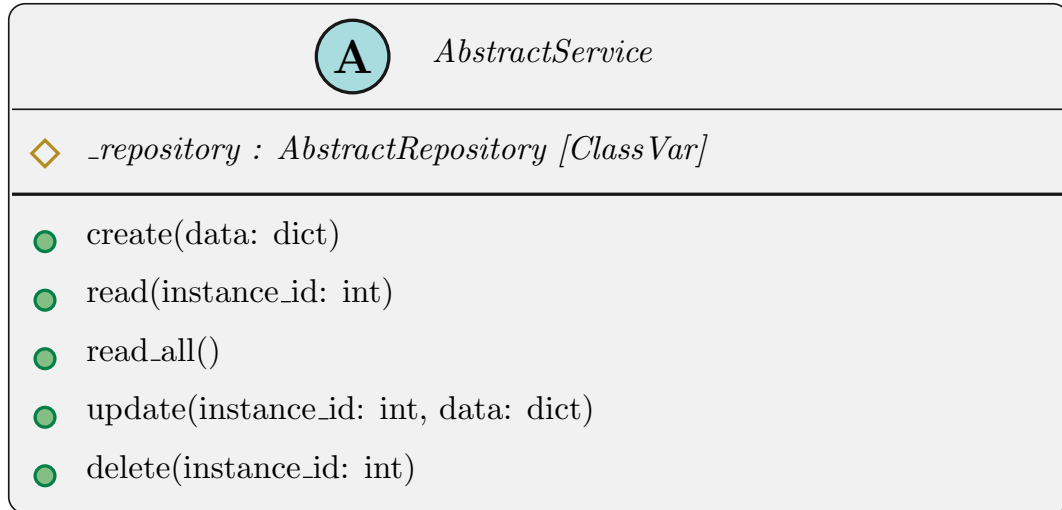 A AbstractService
_repository : AbstractRepository [ClassVar]
create(data: dict)
read(instance_id: int)
read_all()
update(instance_id: int, data: dict)
delete(instance_id: int)